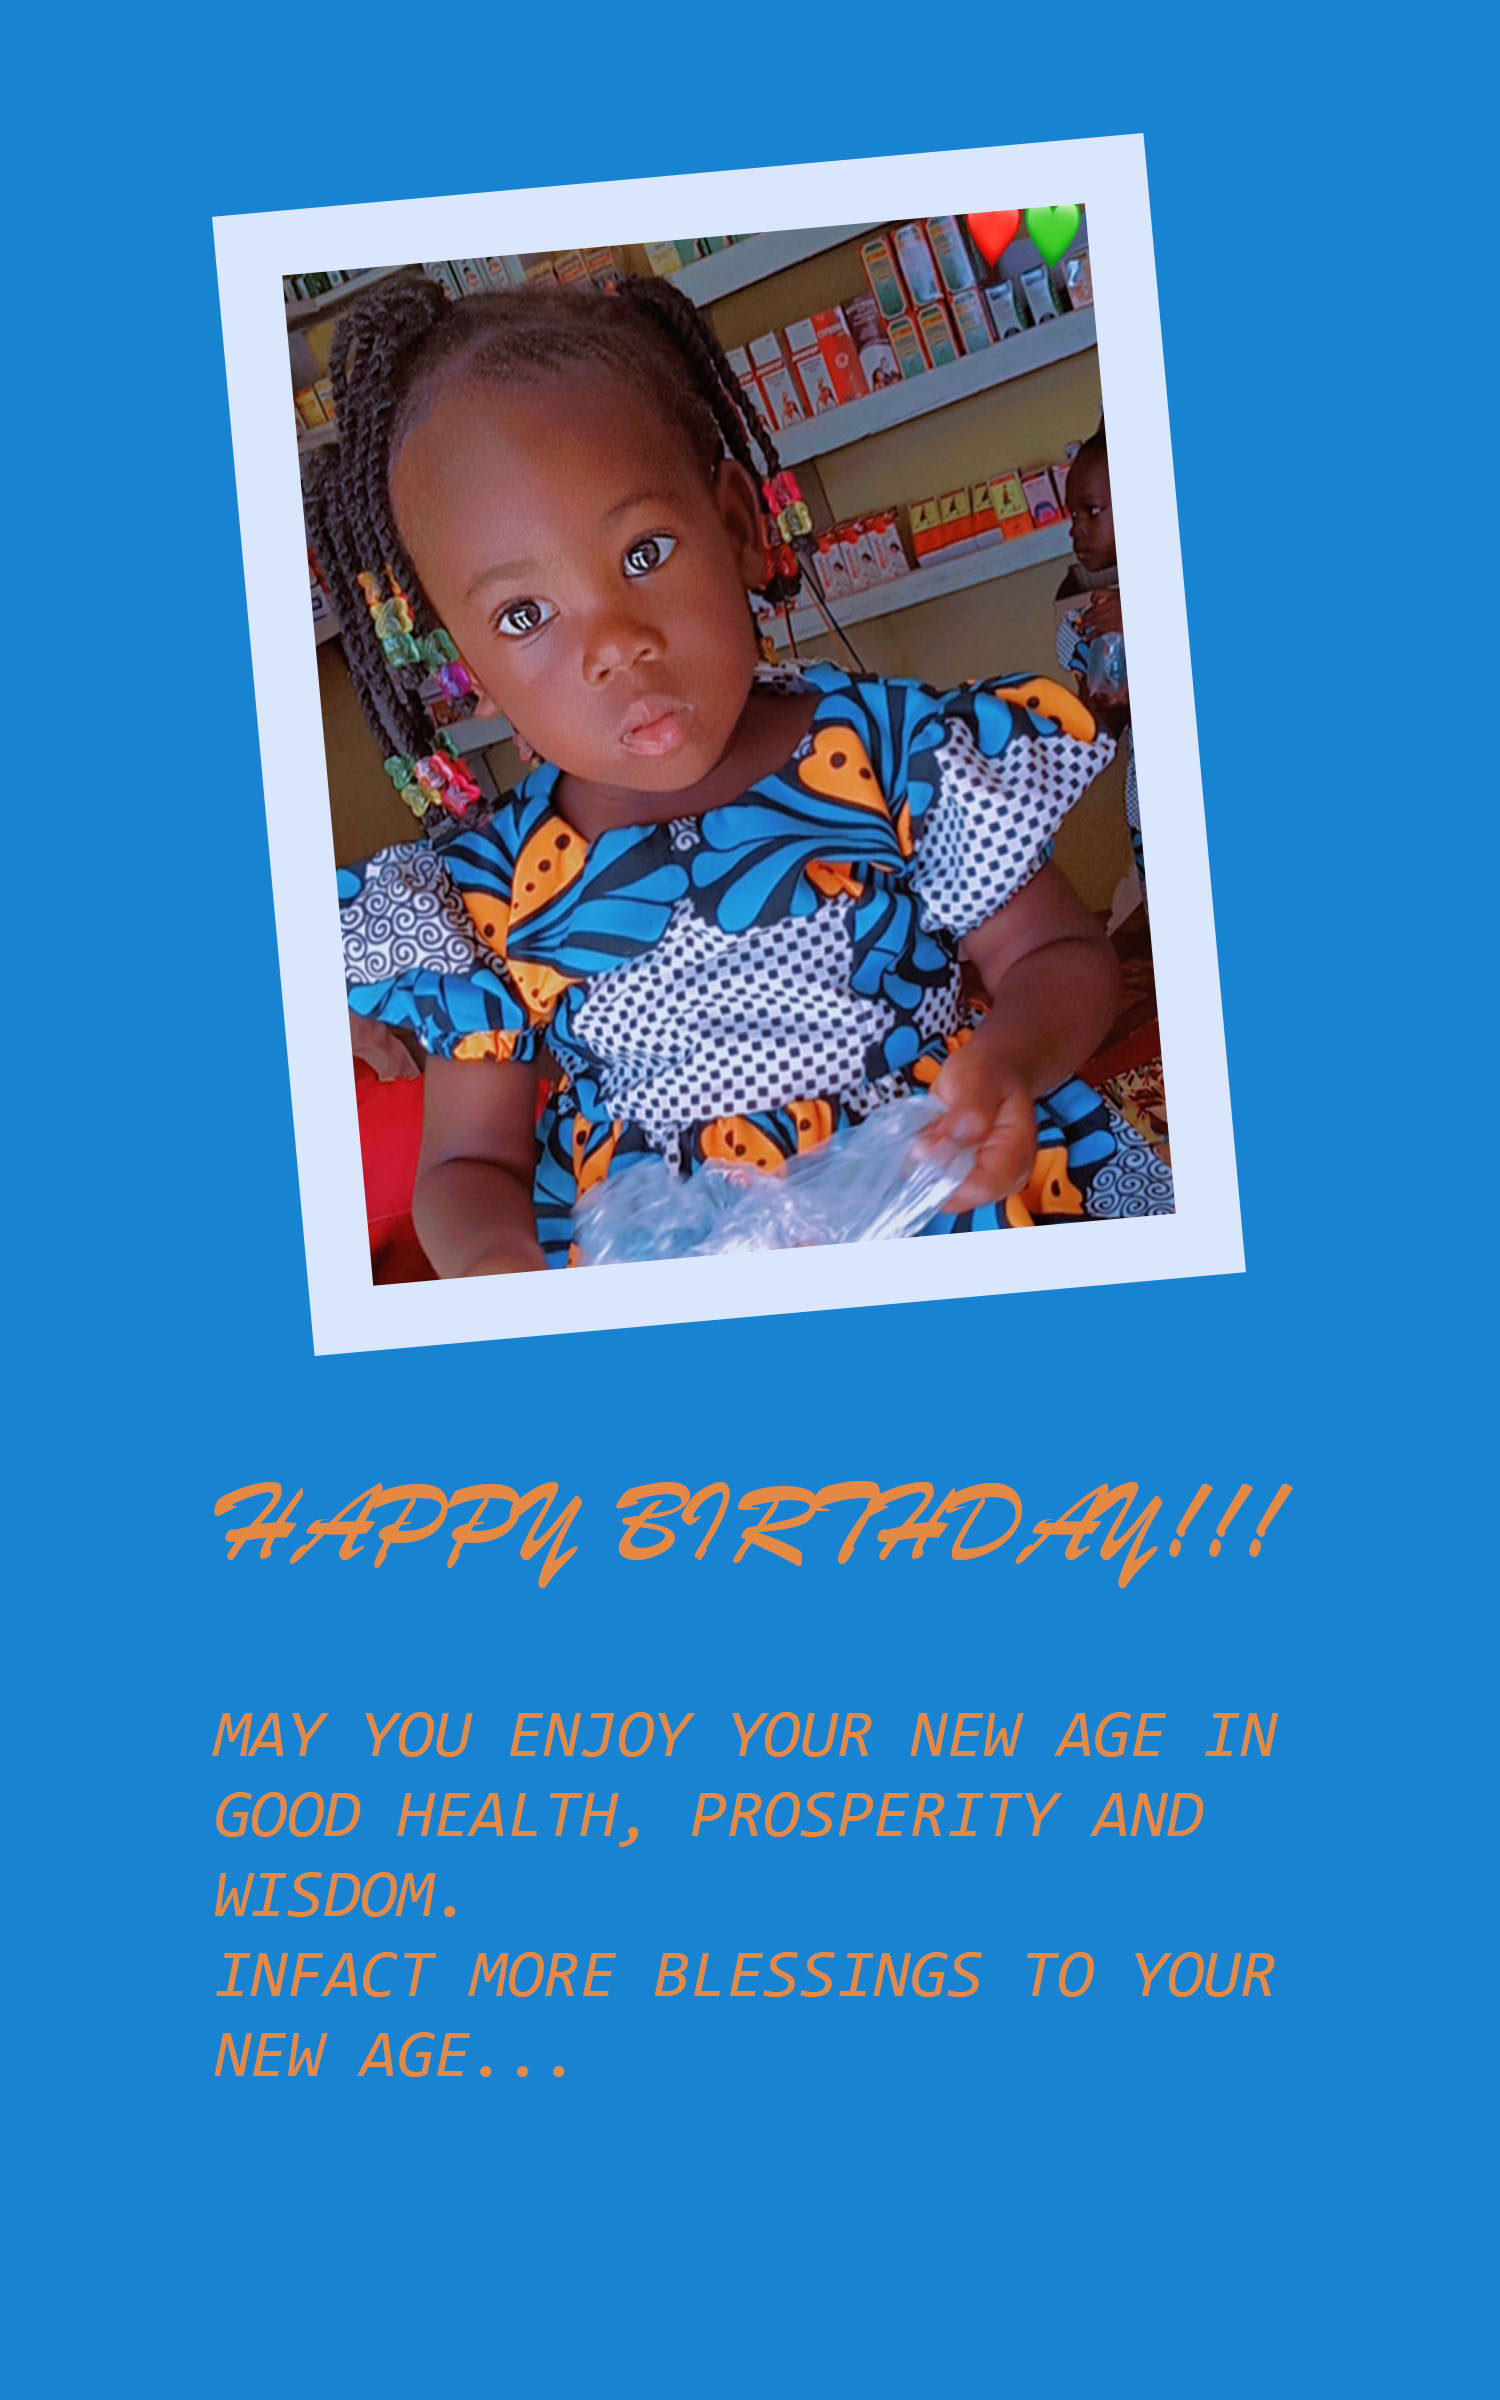 HAPPY BIRTHDAY!!!
MAY YOU ENJOY YOUR NEW AGE IN
GOOD HEALTH, PROSPERITY AND
WISDOM.
INFACT MORE BLESSINGS TO YOUR
NEW AGE...